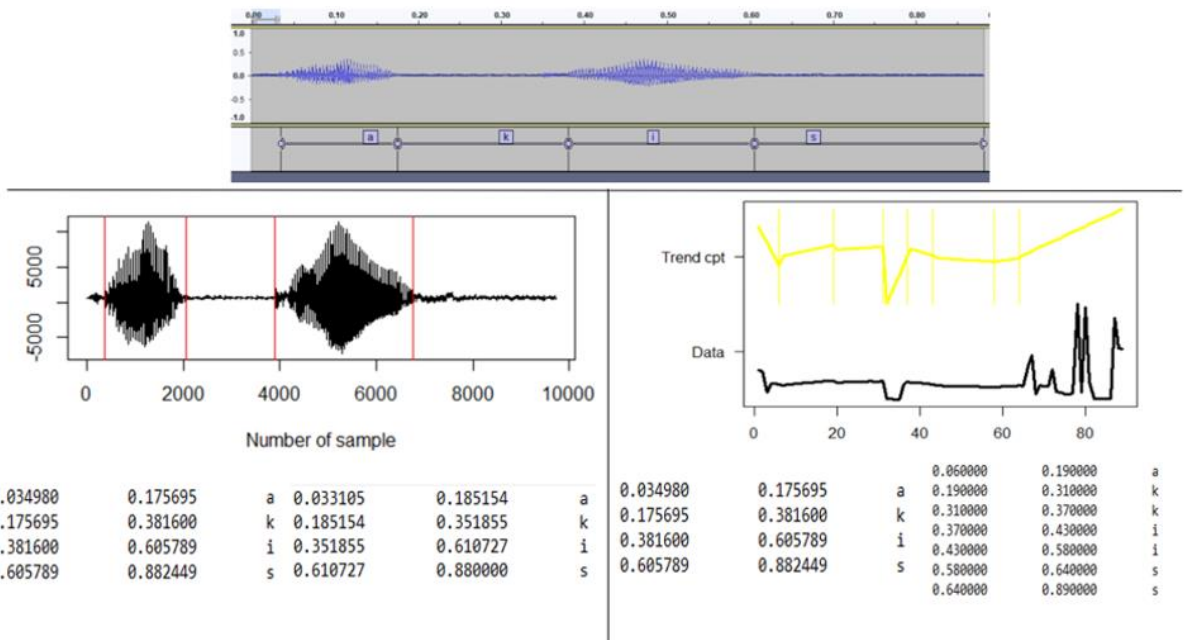 0.00 0.10 0.20 0.30 0.40 0.50 0.60 0.70 0.80
1.0
0.5
0.0
-0.5
-1.0
a k i s
5000
-5000
0 2000 4000 6000 8000 10000
Number of sample
.034980 0.175695 a 0.033105 0.185154 a
.175695 0.381600 k 0.185154 0.351855 k
.381600 0.605789 i 0.351855 0.610727 i
.605789 0.882449 s 0.610727 0.880000 s
Trend cpt
Data
0 20 40 60 80
0.034980 0.175695 a
0.175695 0.381600 k
0.381600 0.605789 i
0.605789 0.882449 s
0.060000 0.190000 a
0.190000 0.310000 k
0.310000 0.370000 k
0.370000 0.430000 i
0.430000 0.580000 i
0.580000 0.640000 s
0.640000 0.890000 s